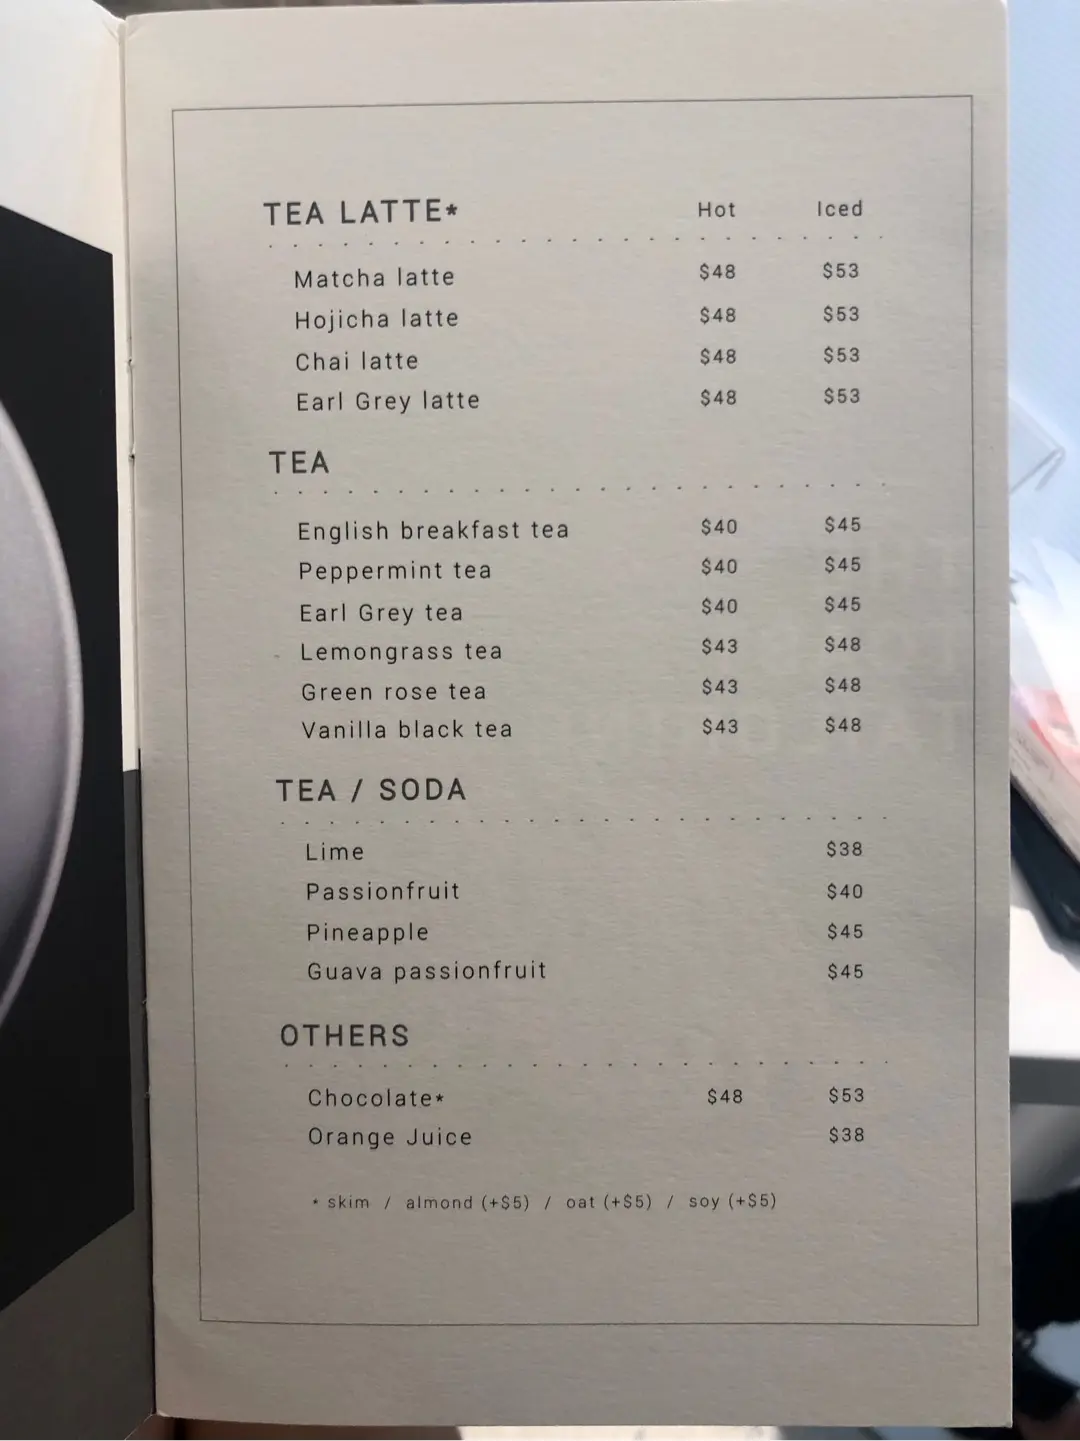 TEA LATTE* Hot Iced
Matcha latte $48 $53
Hojicha latte $48 $53
Chai latte $48 $53
Earl Grey latte $48 $53
TEA
English breakfast tea $40 $45
Peppermint tea $40 $45
Earl Grey tea $40 $45
Lemongrass tea $43 $48
Green rose tea $43 $48
Vanilla black tea $43 $48
TEA / SODA
Lime $38
Passionfruit $40
Pineapple $45
Guava passionfruit $45
OTHERS
Chocolate* $48 $53
Orange Juice $38
* skim / almond (+$5) / oat (+$5) / soy (+$5)